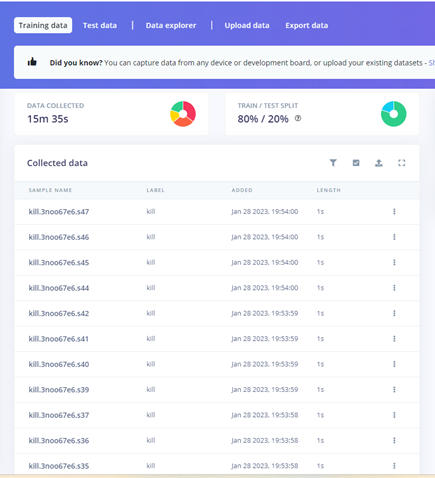 Training data Test data Data explorer Upload data Export data
Did you know? You can capture data from any device or development board, or upload your existing datasets -
DATA COLLECTED
15m 35s
TRAIN / TEST SPLIT
80% / 20%
Collected data
SAMPLE NAME LABEL ADDED LENGTH
kill.3noo67e6.s47 kill Jan 28 2023, 19:54:00 1s
kill.3noo67e6.s46 kill Jan 28 2023, 19:54:00 1s
kill.3noo67e6.s45 kill Jan 28 2023, 19:54:00 1s
kill.3noo67e6.s44 kill Jan 28 2023, 19:54:00 1s
kill.3noo67e6.s42 kill Jan 28 2023, 19:53:59 1s
kill.3noo67e6.s41 kill Jan 28 2023, 19:53:59 1s
kill.3noo67e6.s40 kill Jan 28 2023, 19:53:59 1s
kill.3noo67e6.s39 kill Jan 28 2023, 19:53:59 1s
kill.3noo67e6.s37 kill Jan 28 2023, 19:53:58 1s
kill.3noo67e6.s36 kill Jan 28 2023, 19:53:58 1s
kill.3noo67e6.s35 kill Jan 28 2023, 19:53:58 1s